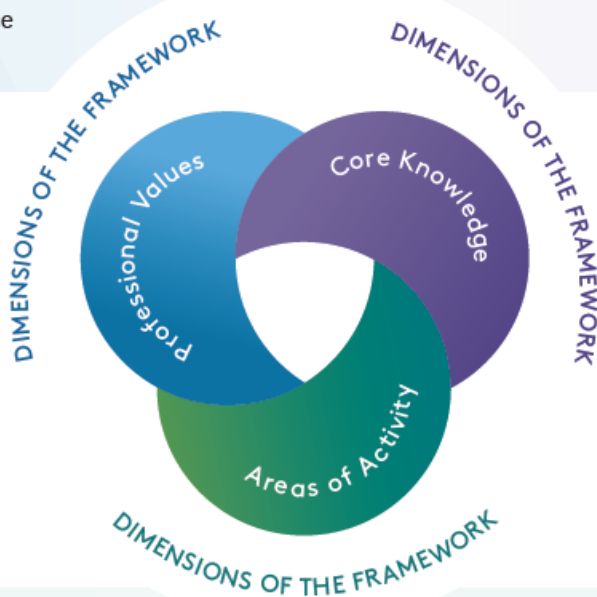 ne
DIMENSIONS OF THE FRAMEWORK
DIMENSIONS OF THE FRAMEWORK
Professional Values
Core Knowledge
Areas of Activity
DIMENSIONS OF THE FRAMEWORK